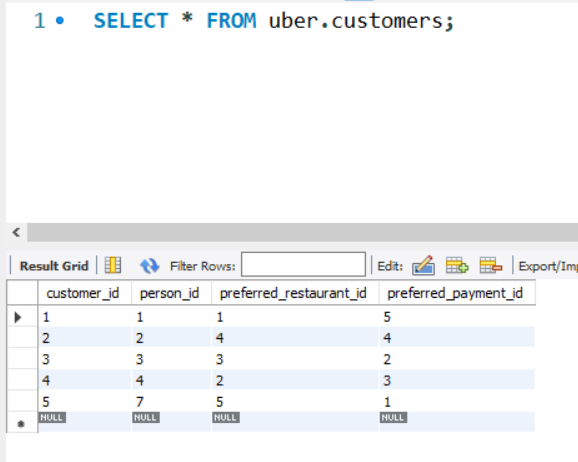 1 SELECT * FROM uber.customers;
Result Grid Filter Rows: Edit: Export/Imp
customer_id person_id preferred_restaurant_id preferred_payment_id
1 1 1 5
2 2 4 4
3 3 3 2
4 4 2 3
5 7 5 1
NULL NULL NULL NULL